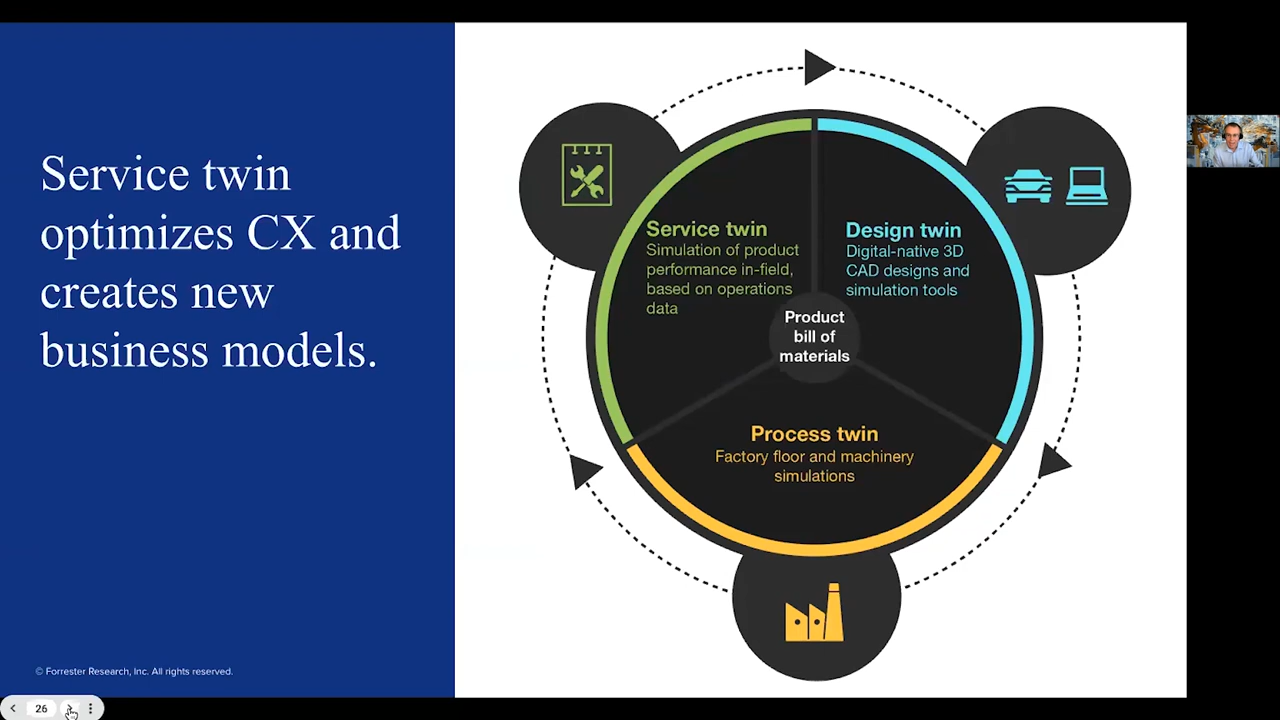 Service twin
optimizes CX and
creates new
business models.
Service twin
Simulation of product
performance in-field,
based on operations
data
Design twin
Digital-native 3D
CAD designs and
simulation tools
Product
bill of
materials
Process twin
Factory floor and machinery
simulations
© Forrester Research, Inc. All rights reserved.
26